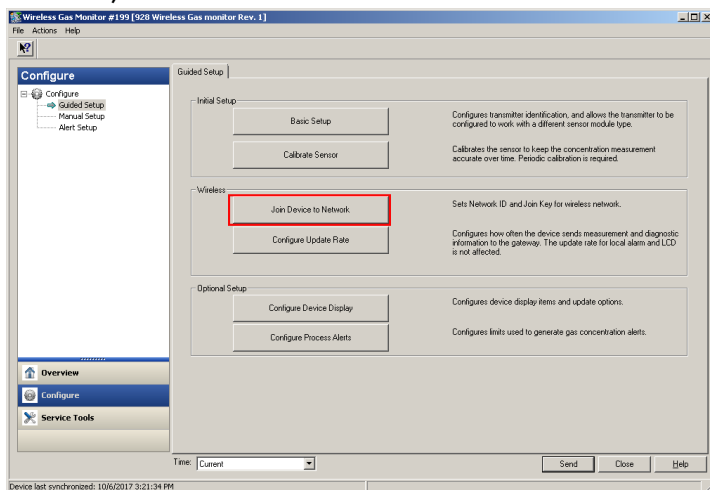 Wireless Gas Monitor #199 [928 Wireless Gas monitor Rev. 1]
File Actions Help
Configure
Configure
Guided Setup
Manual Setup
Alert Setup
Overview
Configure
Service Tools
Guided Setup
Initial Setup
Basic Setup
Configures transmitter identification, and allows the transmitter to be
configured to work with a different sensor module type.
Calibrate Sensor
Calibrates the sensor to keep the concentration measurement
accurate over time. Periodic calibration is required.
Wireless
Join Device to Network
Sets Network ID and Join Key for wireless network.
Configure Update Rate
Configures how often the device sends measurement and diagnostic
information to the gateway. The update rate for local alarm and LCD
is not affected.
Optional Setup
Configure Device Display
Configures device display items and update options.
Configure Process Alerts
Configures limits used to generate gas concentration alerts.
Time: Current
Send Close Help
Device last synchronized: 10/6/2017 3:21:34 PM